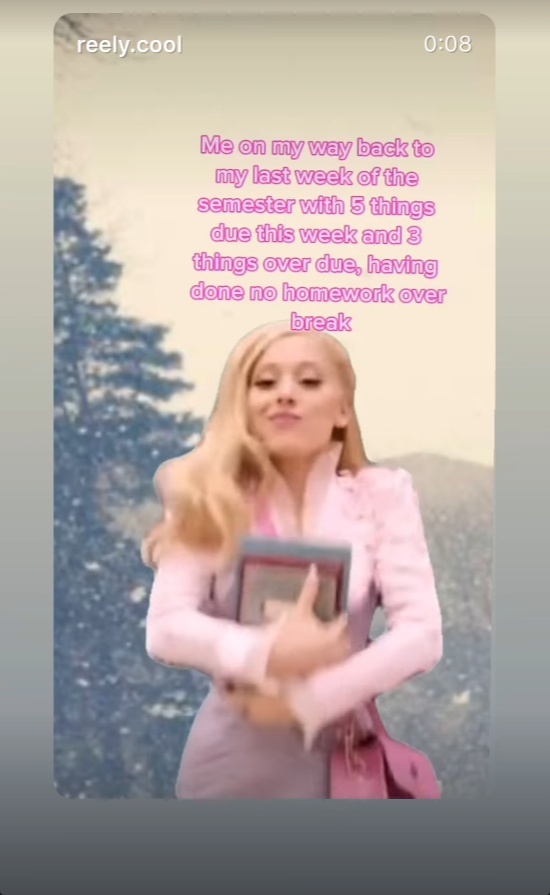 reely.cool
0:08
Me on my way back to
my last week of the
semester with 5 things
due this week and 3
things over due, having
done no homework over
break